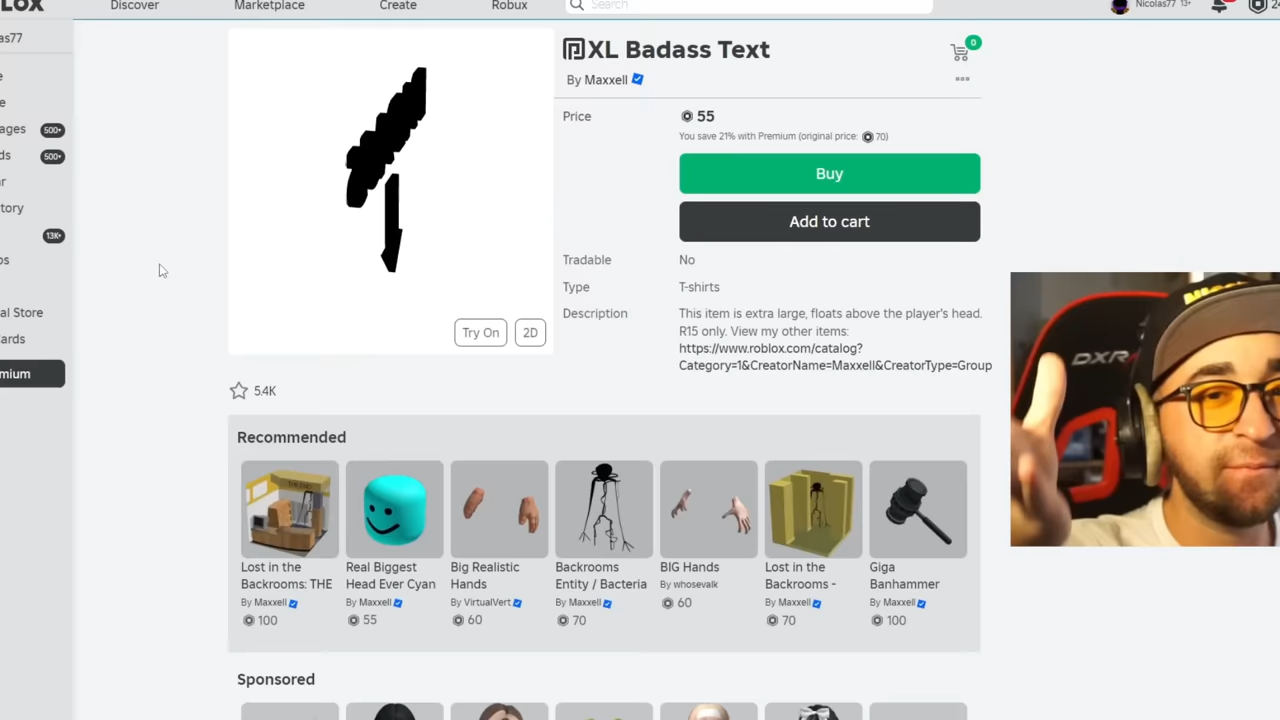 LOX
Discover
Marketplace
Create
Robux
Search
Nicolas77
13+
as77
XL Badass Text
0
By Maxxell
Price
55
You save 21% with Premium (original price: 70)
Buy
Add to cart
Tradable
No
Type
T-shirts
Description
This item is extra large, floats above the player's head.
R15 only. View my other items:
https://www.roblox.com/catalog?
Category=1&CreatorName=Maxxell&CreatorType=Group
e
e
ages 500+
ds 500+
r
tory
13K+
ps
al Store
ards
mium
Try On
2D
5.4K
DXR
Recommended
Lost in the
Backrooms: THE
By Maxxell
100
Real Biggest
Head Ever Cyan
By Maxxell
55
Big Realistic
Hands
By VirtualVert
60
Backrooms
Entity / Bacteria
By Maxxell
70
BIG Hands
By whosevalk
60
Lost in the
Backrooms -
By Maxxell
70
Giga
Banhammer
By Maxxell
100
Sponsored